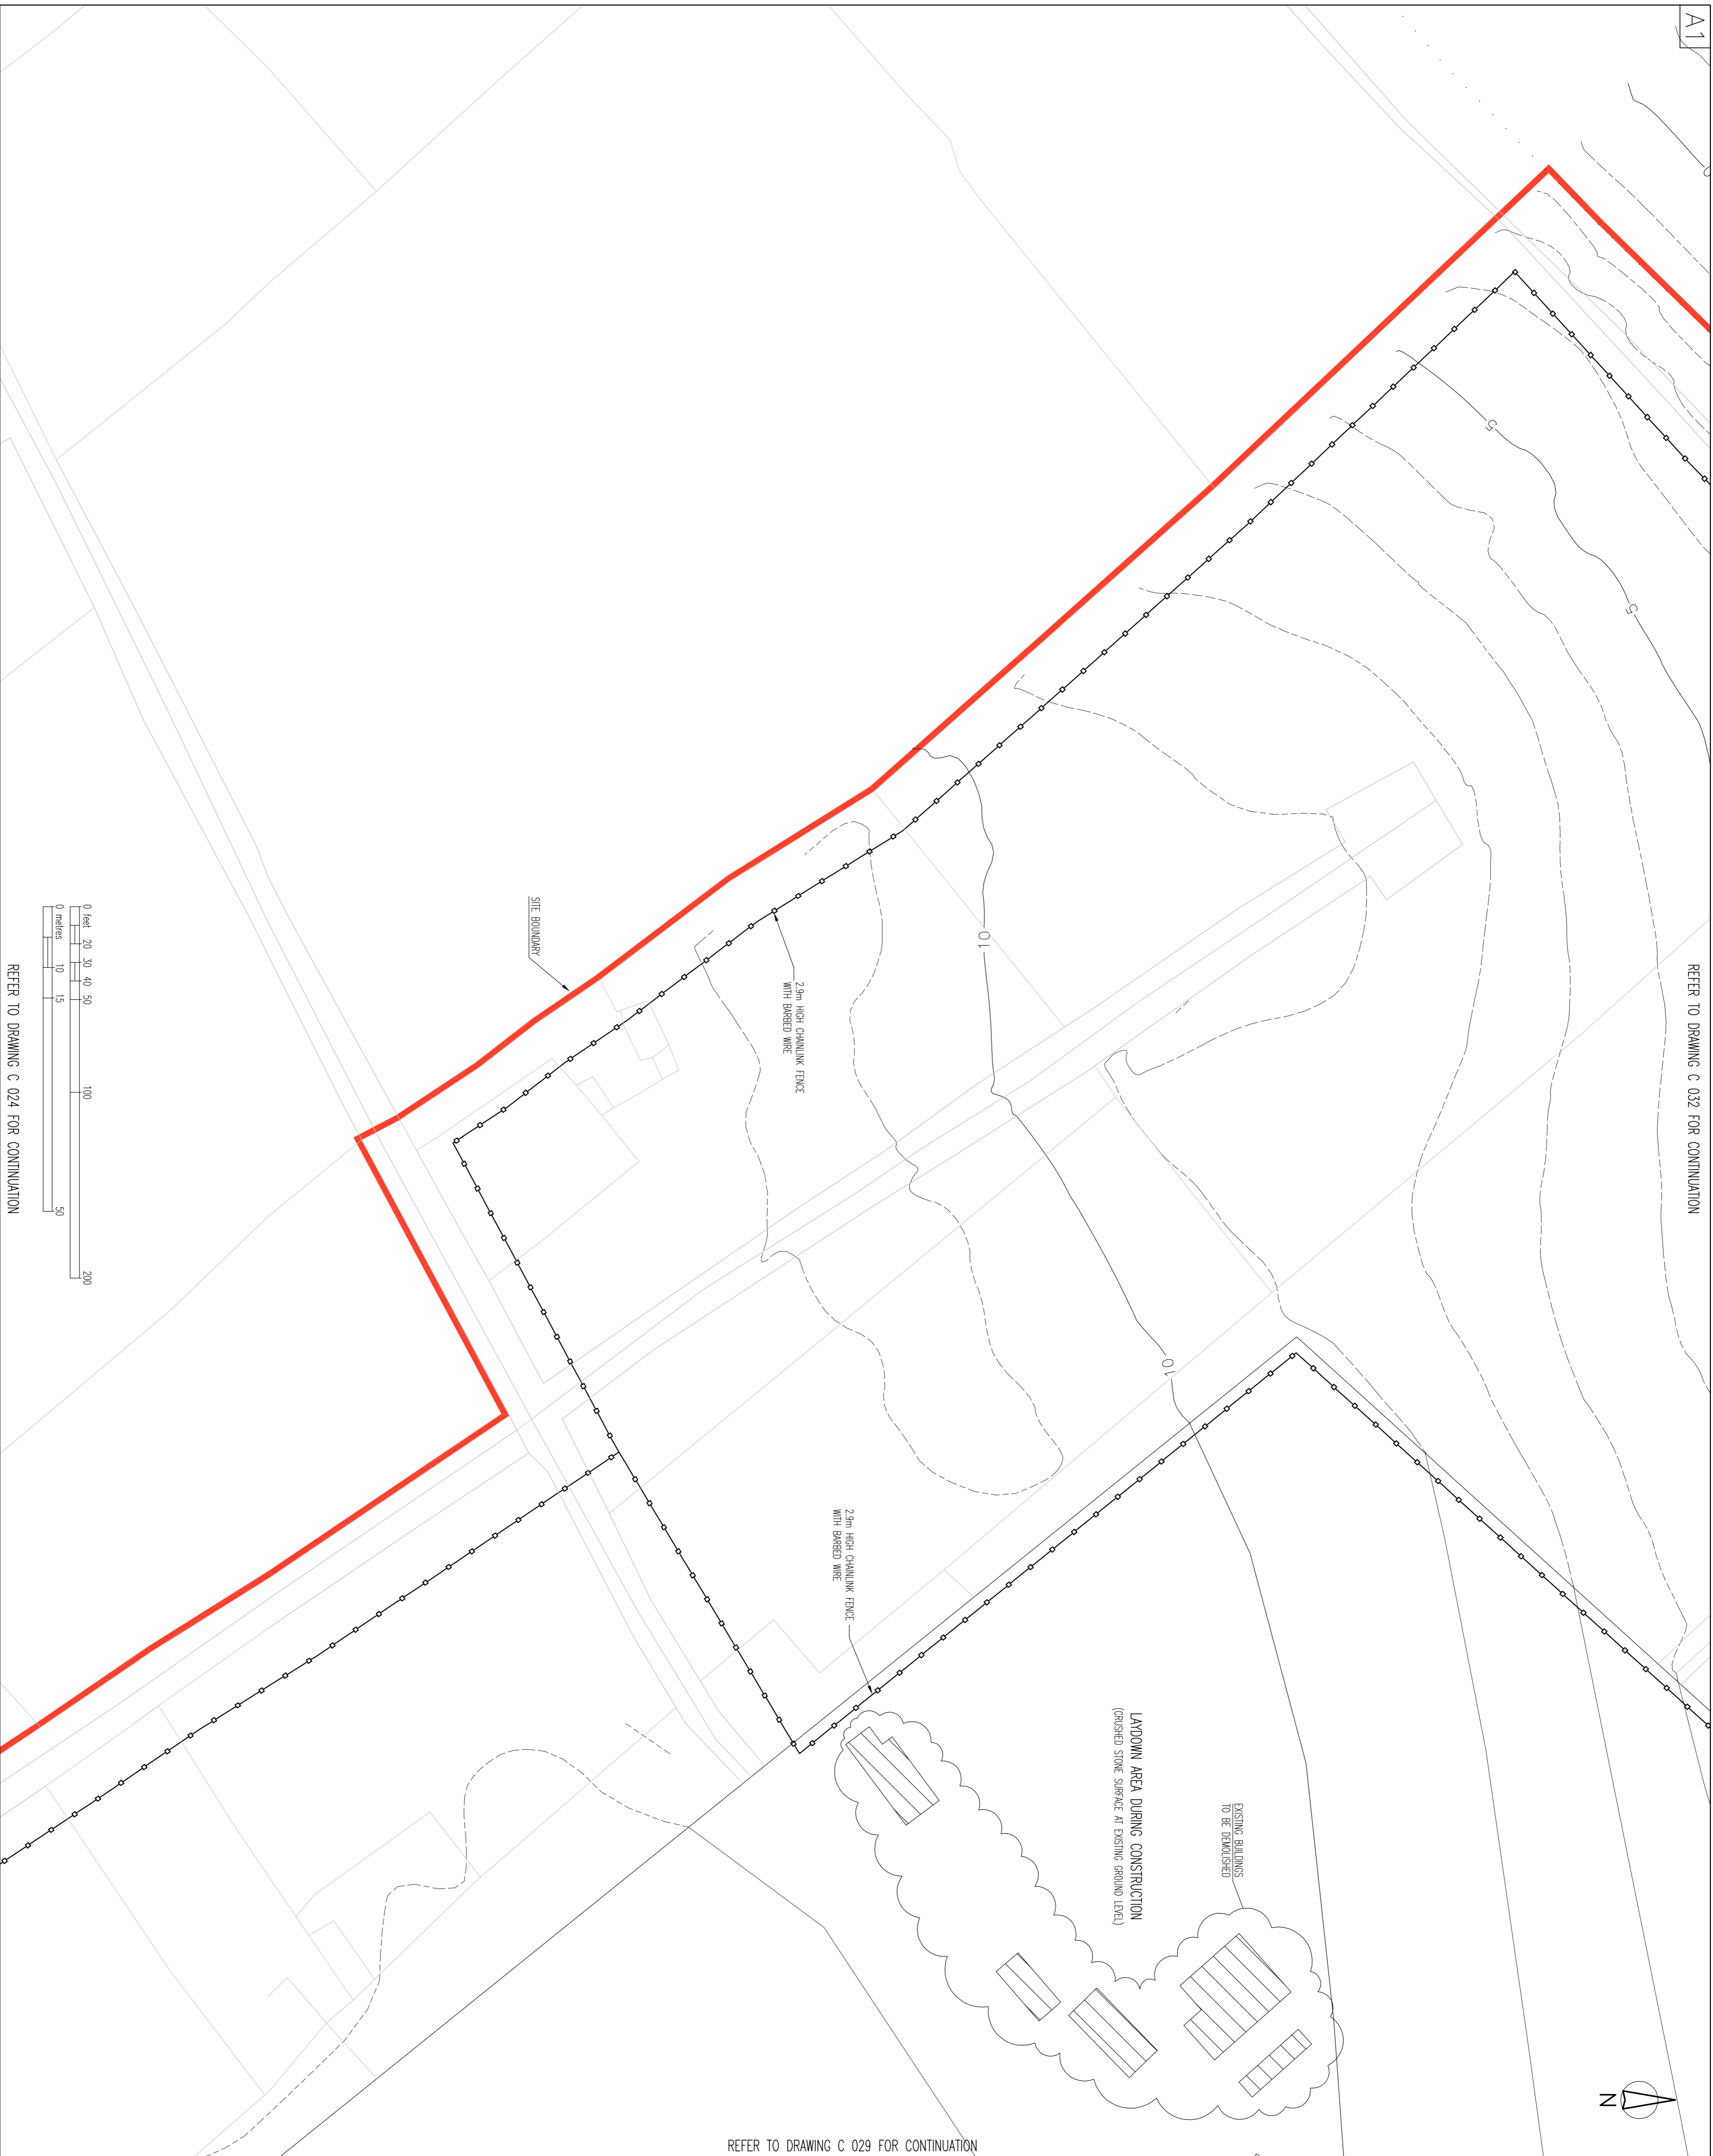 A1
REFER TO DRAWING C 032 FOR CONTINUATION
5
5
10
10
2.9m HIGH CHAINLINK FENCE
WITH BARBED WIRE
SITE BOUNDARY
2.9m HIGH CHAINLINK FENCE
WITH BARBED WIRE
LAYDOWN AREA DURING CONSTRUCTION
(CRUSHED STONE SURFACE AT EXISTING GROUND LEVEL)
EXISTING BUILDINGS
TO BE DEMOLISHED
N
0 feet 20 30 40 50 100 200
0 metres 10 15 50
REFER TO DRAWING C 024 FOR CONTINUATION
REFER TO DRAWING C 029 FOR CONTINUATION